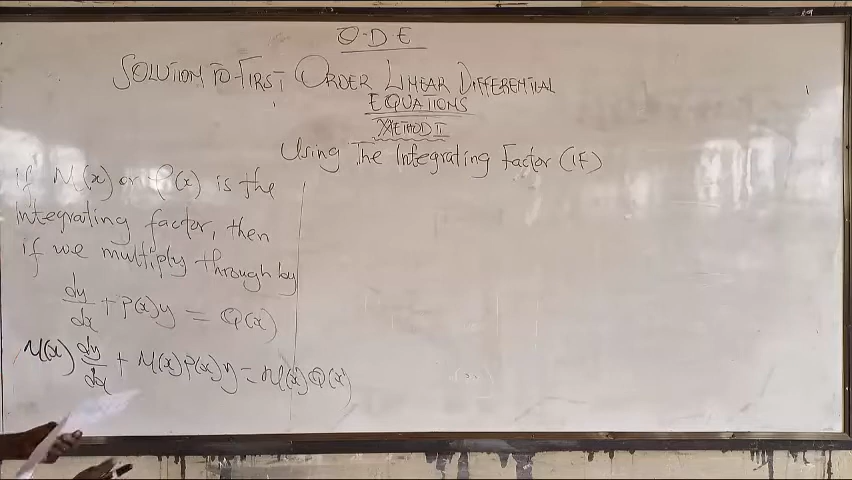 O.D.E
SOLUTION TO FIRST ORDER LINEAR DIFFERENTIAL
EQUATIONS
METHOD II
Using The Integrating Factor (IF)
if μ(x) or ρ(x) is the
Integrating factor, then
if we multiply through by
dy/dx + P(x)y = Q(x)
μ(x) dy/dx + μ(x)P(x)y = μ(x)Q(x)